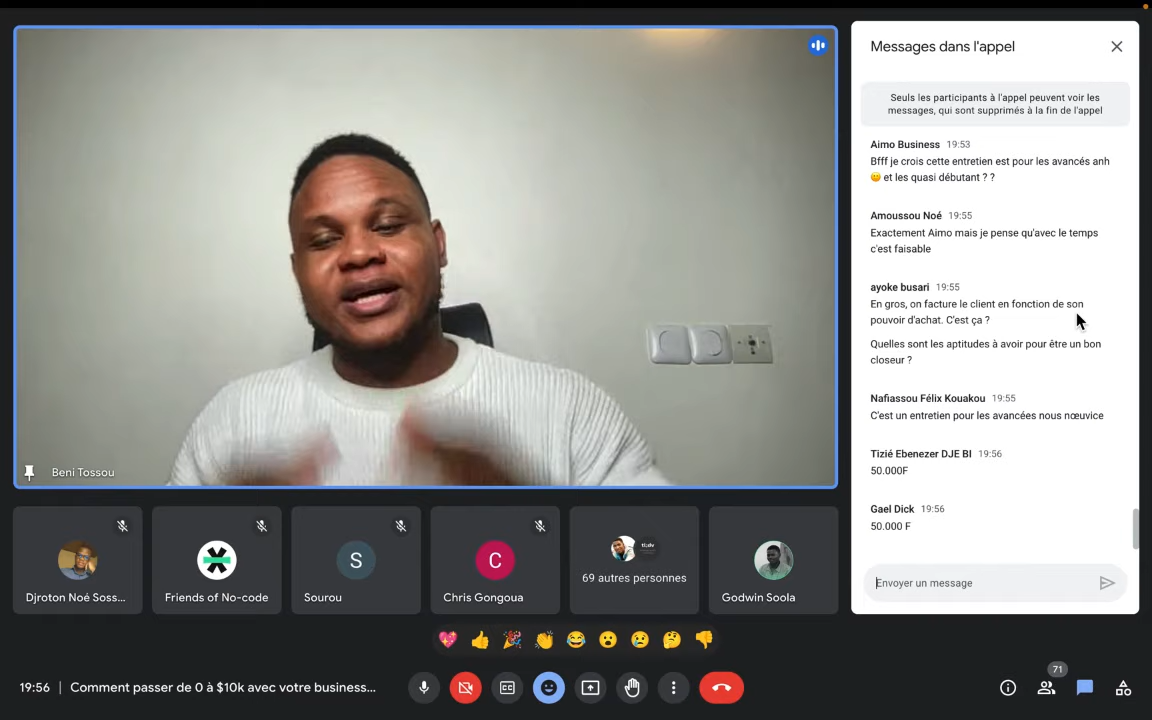 Beni Tossou
Djroton Noé Soss...
Friends of No-code
S
Sourou
C
Chris Gongoua
69 autres personnes
Godwin Soola
19:56 | Comment passer de 0 à $10k avec votre business...
71
Messages dans l'appel
Seuls les participants à l'appel peuvent voir les
messages, qui sont supprimés à la fin de l'appel
Aimo Business 19:53
Bfff je crois cette entretien est pour les avancés anh
😊 et les quasi débutant ? ?
Amoussou Noé 19:55
Exactement Aimo mais je pense qu'avec le temps
c'est faisable
ayoke busari 19:55
En gros, on facture le client en fonction de son
pouvoir d'achat. C'est ça ?
Quelles sont les aptitudes à avoir pour être un bon
closeur ?
Nafiassou Félix Kouakou 19:55
C'est un entretien pour les avancées nous nœuvice
Tizié Ebenezer DJE BI 19:56
50.000F
Gael Dick 19:56
50.000 F
Envoyer un message